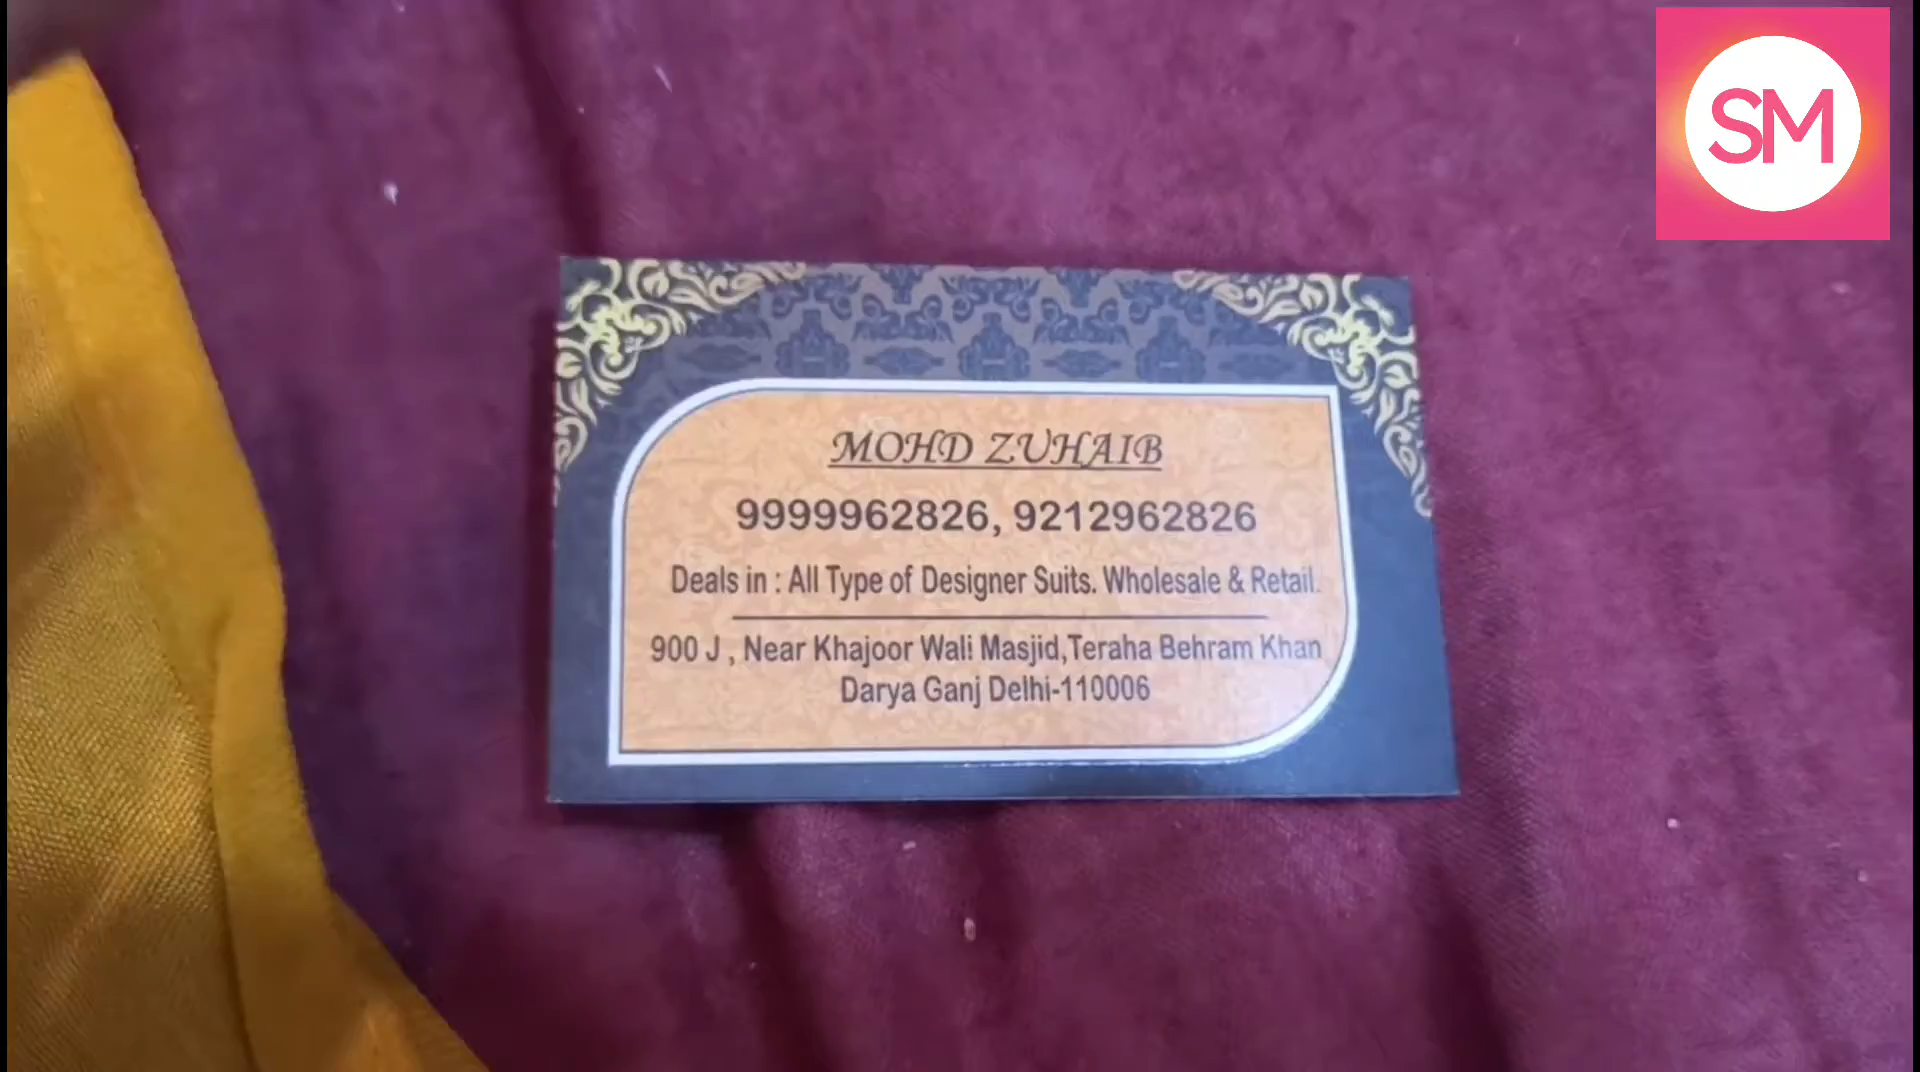 SM
MOHD ZUHAIB
9999962826, 9212962826
Deals in : All Type of Designer Suits. Wholesale & Retail.
900 J , Near Khajoor Wali Masjid,Teraha Behram Khan
Darya Ganj Delhi-110006